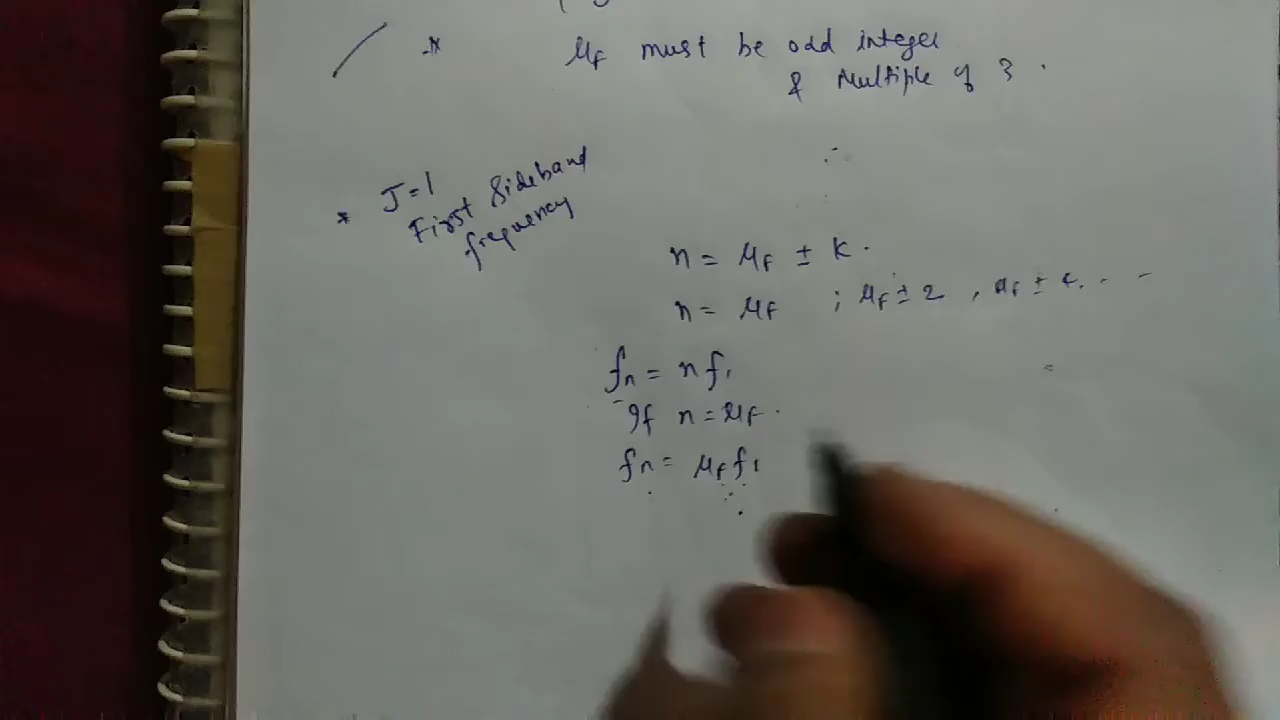 * μF must be odd integer
& Multiple of 3.
* J=1
First Sideband
frequency
n = μF ± K.
n = μF ; μF ± 2 , μF ± 4 . . -
fn = n f1
If n = μF.
fn = μF f1